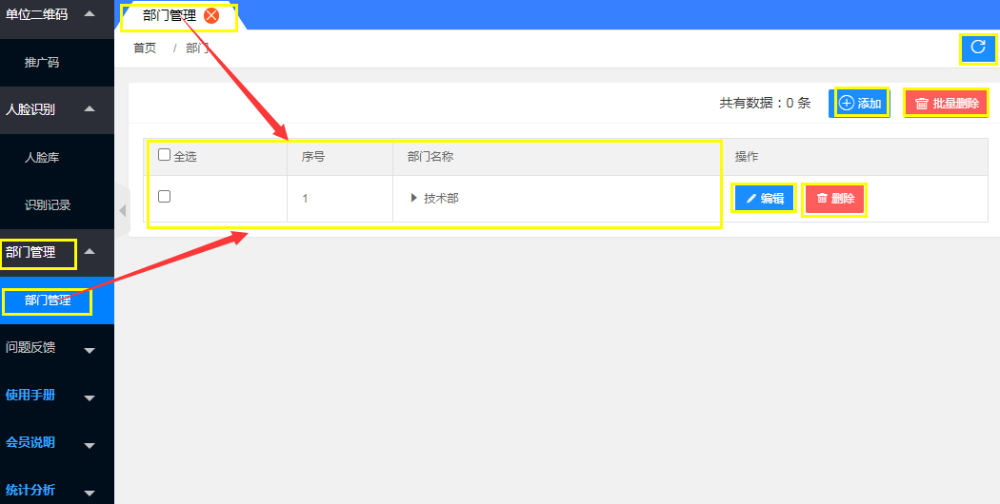 单位二维码
推广码
人脸识别
人脸库
识别记录
部门管理
部门管理
问题反馈
使用手册
会员说明
统计分析
部门管理
首页 / 部门
共有数据：0 条 添加 批量删除
全选 序号 部门名称 操作
1 技术部 编辑 删除